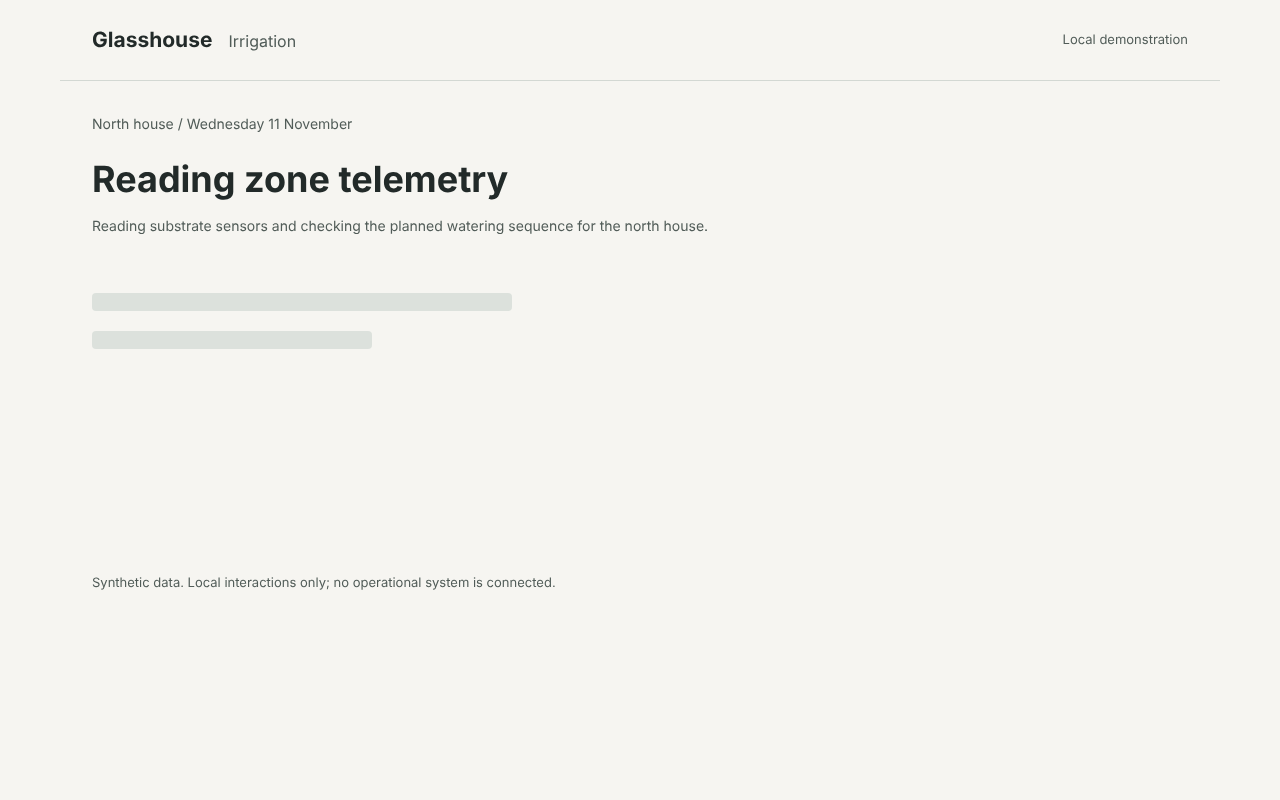 Glasshouse Irrigation
Local demonstration
North house / Wednesday 11 November
Reading zone telemetry
Reading substrate sensors and checking the planned watering sequence for the north house.
Synthetic data. Local interactions only; no operational system is connected.